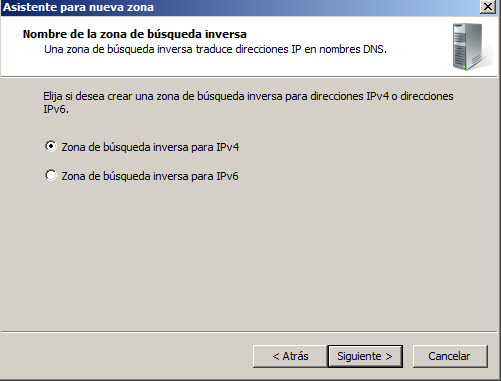 Asistente para nueva zona
Nombre de la zona de búsqueda inversa
Una zona de búsqueda inversa traduce direcciones IP en nombres DNS.
Elija si desea crear una zona de búsqueda inversa para direcciones IPv4 o direcciones
IPv6.
Zona de búsqueda inversa para IPv4
Zona de búsqueda inversa para IPv6
< Atrás
Siguiente >
Cancelar